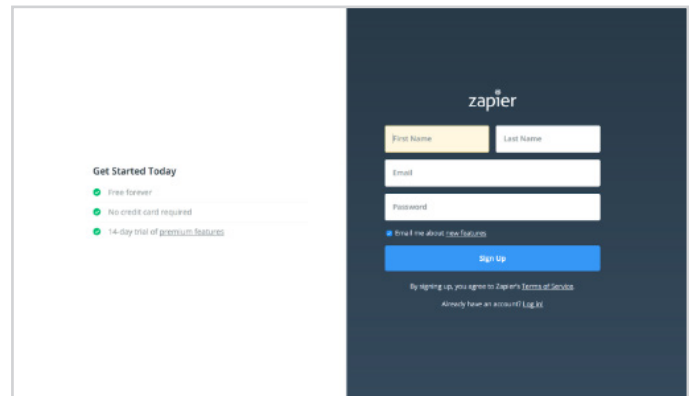 Get Started Today
Free forever
No credit card required
14-day trial of premium features
zapier
First Name Last Name
Email
Password
Email me about new features
Sign Up
By signing up, you agree to Zapier's Terms of Service
Already have an account? Log in!